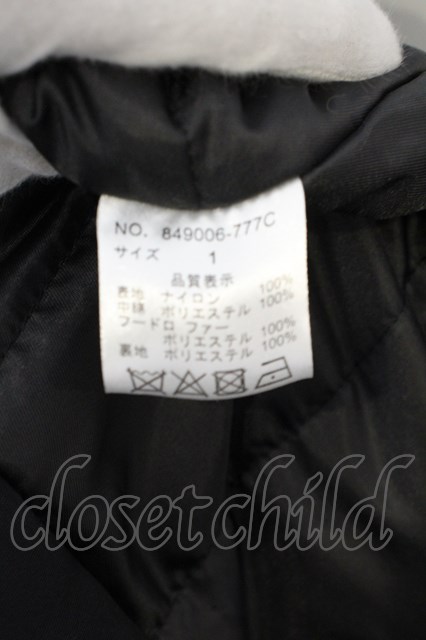 NO. 849006-777C
サイズ 1
品質表示
表地 ナイロン 100%
中綿 ポリエステル 100%
フード口 ファー
ポリエステル 100%
裏地 ポリエステル 100%
closetchild